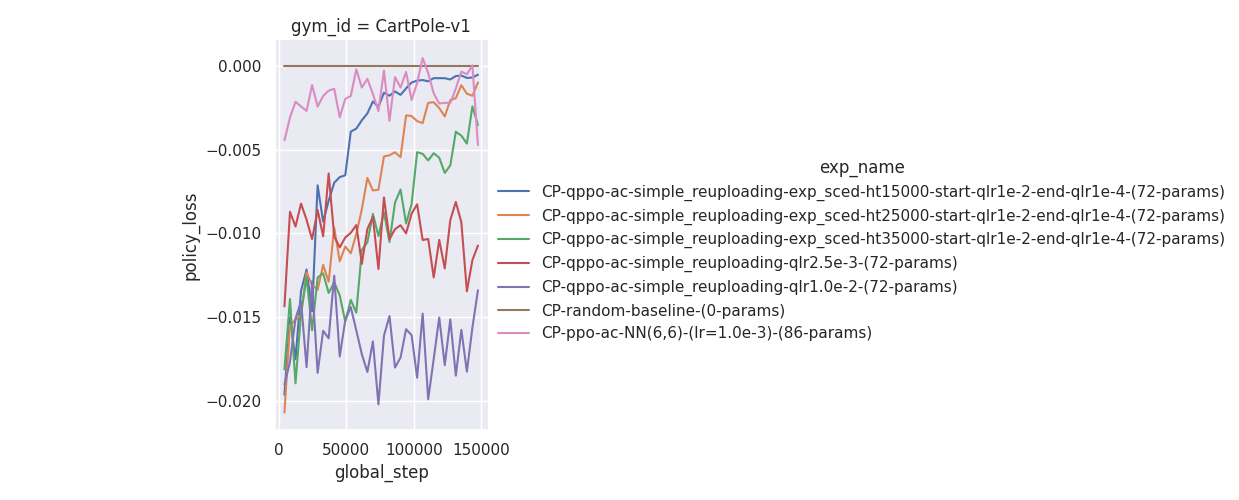 gym_id = CartPole-v1
0.000
−0.005
−0.010
−0.015
−0.020
policy_loss
0
50000
100000
150000
global_step
exp_name
CP-qppo-ac-simple_reuploading-exp_sced-ht15000-start-qlr1e-2-end-qlr1e-4-(72-params)
CP-qppo-ac-simple_reuploading-exp_sced-ht25000-start-qlr1e-2-end-qlr1e-4-(72-params)
CP-qppo-ac-simple_reuploading-exp_sced-ht35000-start-qlr1e-2-end-qlr1e-4-(72-params)
CP-qppo-ac-simple_reuploading-qlr2.5e-3-(72-params)
CP-qppo-ac-simple_reuploading-qlr1.0e-2-(72-params)
CP-random-baseline-(0-params)
CP-ppo-ac-NN(6,6)-(lr=1.0e-3)-(86-params)